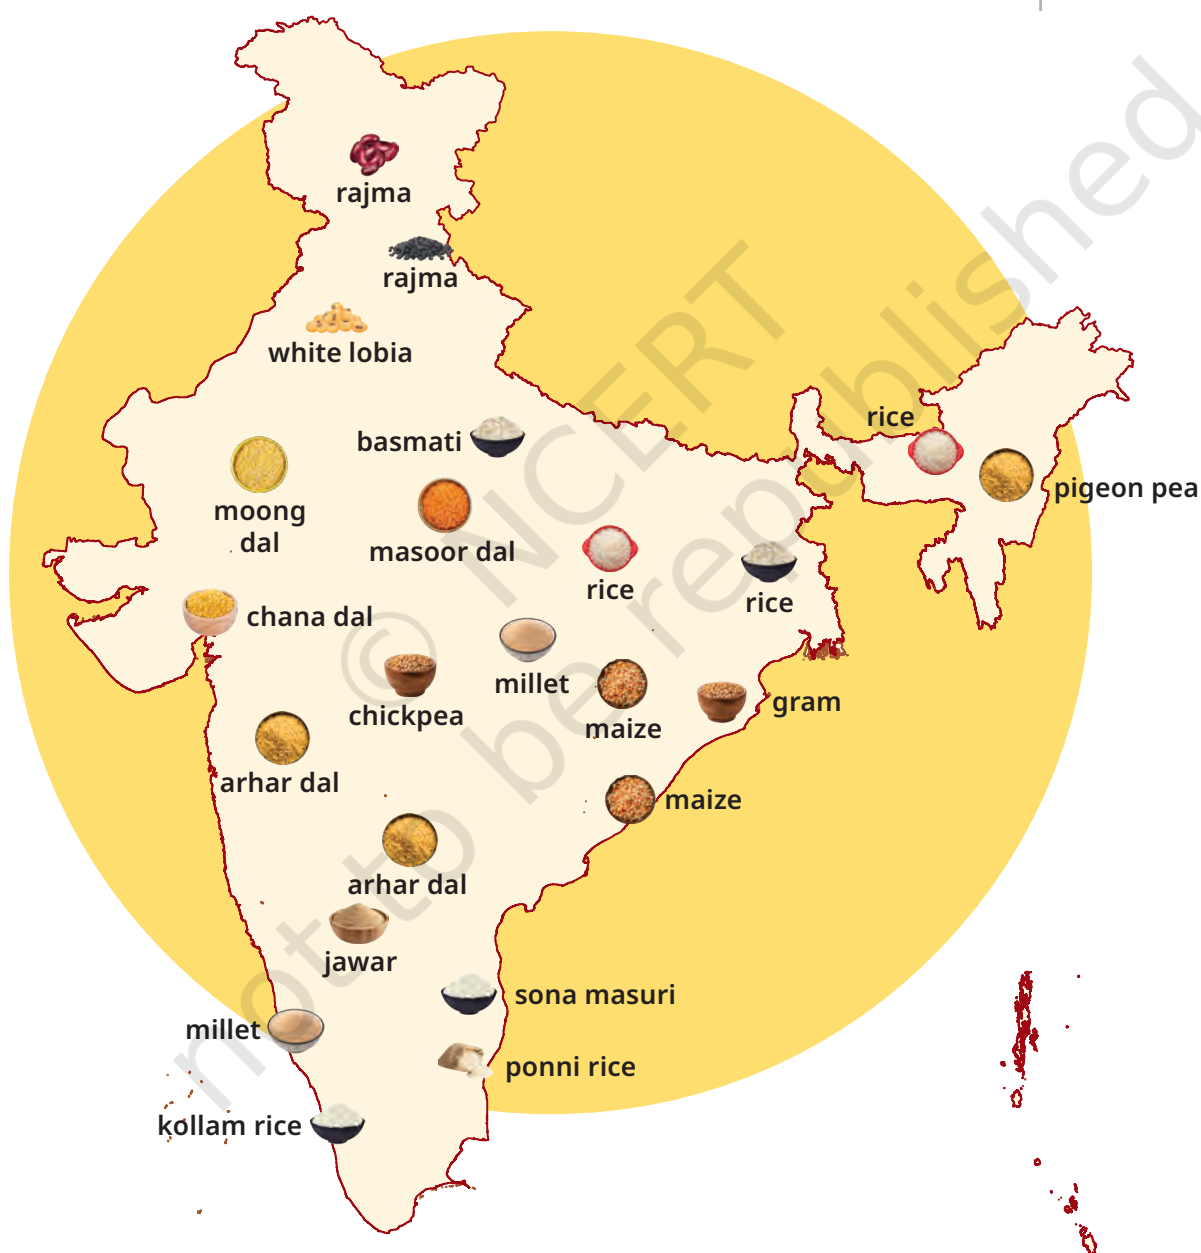 rajma
rajma
white lobia
rice
basmati
pigeon pea
moong
dal
masoor dal
rice
rice
chana dal
millet
chickpea
maize
gram
arhar dal
maize
arhar dal
jawar
sona masuri
millet
ponni rice
kollam rice
© NCERT
not to be republished